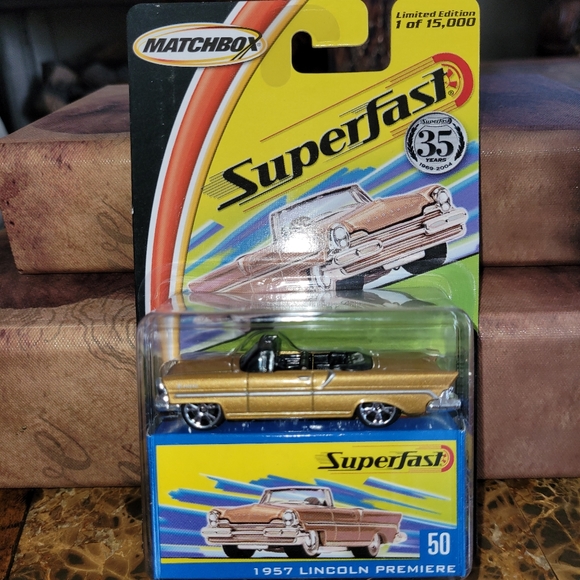 Limited Edition
1 of 15,000
MATCHBOX
Superfast
Superfast
35
YEARS
1969-2004
Superfast
50
1957 LINCOLN PREMIERE